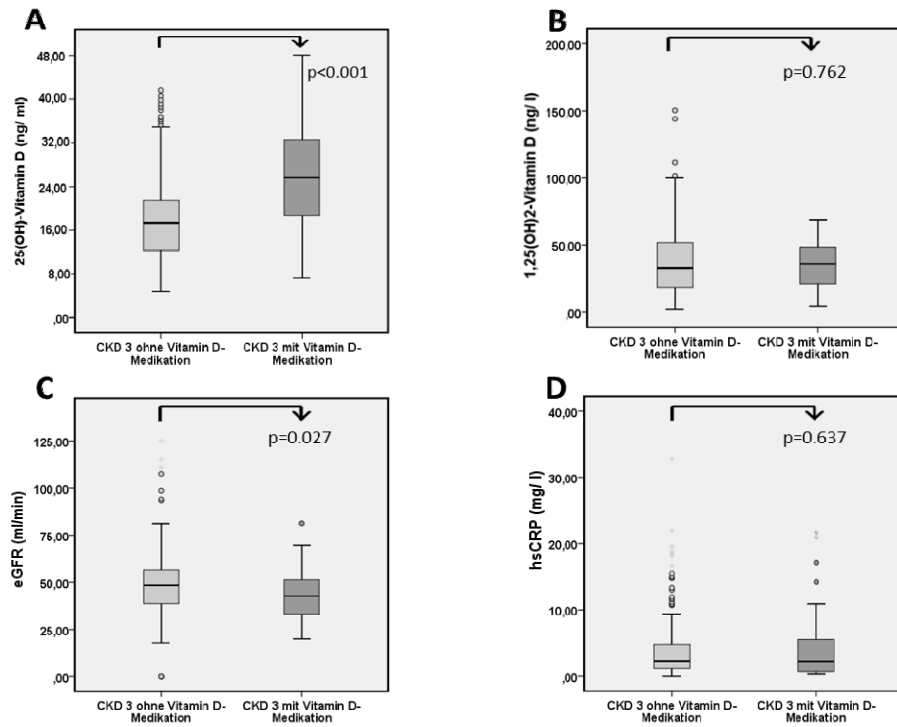 A
25(OH)-Vitamin D (ng/ ml)
48,00
40,00
32,00
24,00
16,00
8,00
,00
p<0.001
CKD 3 ohne Vitamin D-
Medikation
CKD 3 mit Vitamin D-
Medikation
B
1,25(OH)2-Vitamin D (ng/ l)
200,00
150,00
100,00
50,00
,00
p=0.762
CKD 3 ohne Vitamin D-
Medikation
CKD 3 mit Vitamin D-
Medikation
C
eGFR (ml/min)
125,00
100,00
75,00
50,00
25,00
,00
p=0.027
CKD 3 ohne Vitamin D-
Medikation
CKD 3 mit Vitamin D-
Medikation
D
hsCRP (mg/ l)
40,00
30,00
20,00
10,00
,00
p=0.637
CKD 3 ohne Vitamin D-
Medikation
CKD 3 mit Vitamin D-
Medikation